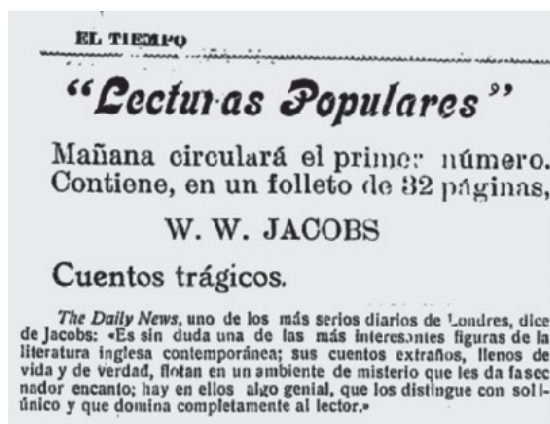 EL TIEMPO
“Lecturas Populares”
Mañana circulará el primer número.
Contiene, en un folleto de 32 páginas,
W. W. JACOBS
Cuentos trágicos.
The Daily News, uno de los más serios diarios de Londres, dice
de Jacobs: «Es sin duda una de las más interesantes figuras de la
literatura inglesa contemporánea; sus cuentos extraños, llenos de
vida y de verdad, flotan en un ambiente de misterio que les da fasec
nador encanto; hay en ellos algo genial, que los distingue con
único y que domina completamente al lector.»